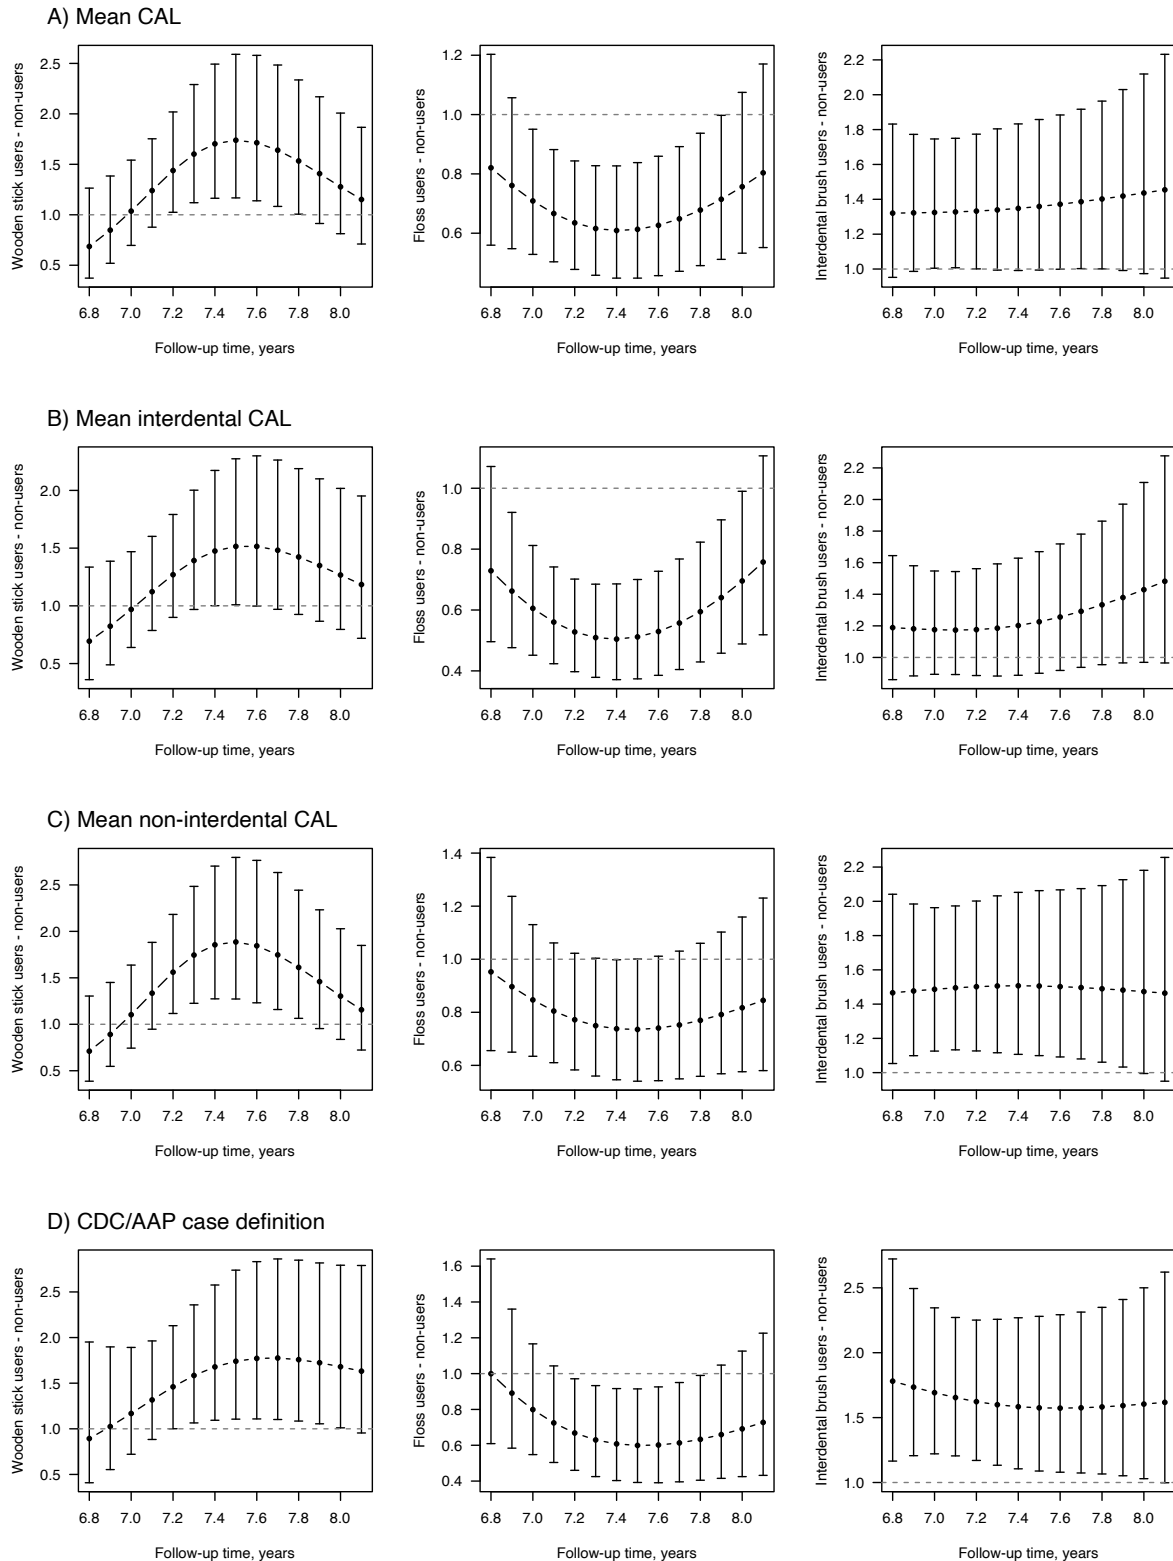 A) Mean CAL
Wooden stick users - non-users
2.5
2.0
1.5
1.0
0.5
6.8 7.0 7.2 7.4 7.6 7.8 8.0
Follow-up time, years
Floss users - non-users
1.2
1.0
0.8
0.6
6.8 7.0 7.2 7.4 7.6 7.8 8.0
Follow-up time, years
Interdental brush users - non-users
2.2
2.0
1.8
1.6
1.4
1.2
1.0
6.8 7.0 7.2 7.4 7.6 7.8 8.0
Follow-up time, years
B) Mean interdental CAL
Wooden stick users - non-users
2.0
1.5
1.0
0.5
6.8 7.0 7.2 7.4 7.6 7.8 8.0
Follow-up time, years
Floss users - non-users
1.0
0.8
0.6
0.4
6.8 7.0 7.2 7.4 7.6 7.8 8.0
Follow-up time, years
Interdental brush users - non-users
2.2
2.0
1.8
1.6
1.4
1.2
1.0
6.8 7.0 7.2 7.4 7.6 7.8 8.0
Follow-up time, years
C) Mean non-interdental CAL
Wooden stick users - non-users
2.5
2.0
1.5
1.0
0.5
6.8 7.0 7.2 7.4 7.6 7.8 8.0
Follow-up time, years
Floss users - non-users
1.4
1.2
1.0
0.8
0.6
6.8 7.0 7.2 7.4 7.6 7.8 8.0
Follow-up time, years
Interdental brush users - non-users
2.2
2.0
1.8
1.6
1.4
1.2
1.0
6.8 7.0 7.2 7.4 7.6 7.8 8.0
Follow-up time, years
D) CDC/AAP case definition
Wooden stick users - non-users
2.5
2.0
1.5
1.0
0.5
6.8 7.0 7.2 7.4 7.6 7.8 8.0
Follow-up time, years
Floss users - non-users
1.6
1.4
1.2
1.0
0.8
0.6
0.4
6.8 7.0 7.2 7.4 7.6 7.8 8.0
Follow-up time, years
Interdental brush users - non-users
2.5
2.0
1.5
1.0
6.8 7.0 7.2 7.4 7.6 7.8 8.0
Follow-up time, years